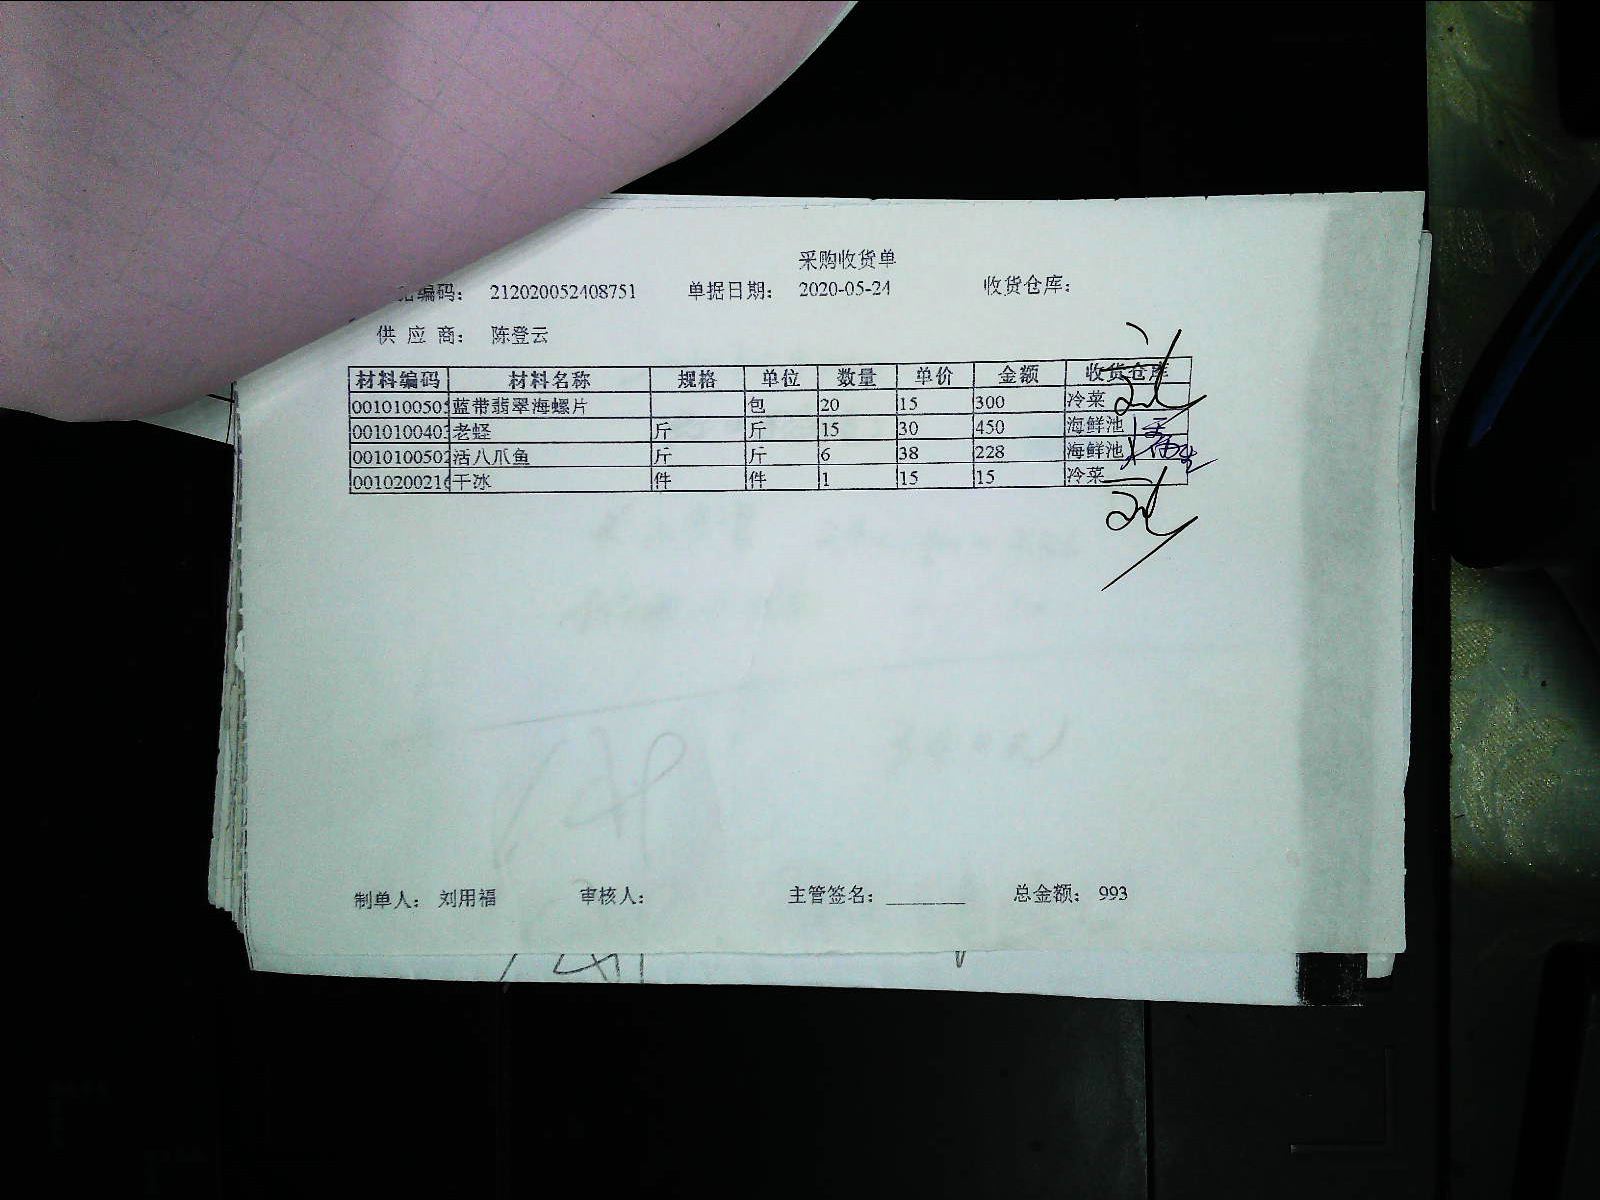 采购收货单
编码： 212020052408751 单据日期： 2020-05-24 收货仓库：
供 应 商： 陈登云
材料编码 材料名称 规格 单位 数量 单价 金额 收货仓库
001010050 蓝带翡翠海螺片 包 20 15 300 冷菜
001010040 老蛏 斤 斤 15 30 450 海鲜池
001010050 活八爪鱼 斤 斤 6 38 228 海鲜池
001020021 干冰 件 件 1 15 15 冷菜
制单人： 刘用福 审核人： 主管签名： 总金额： 993